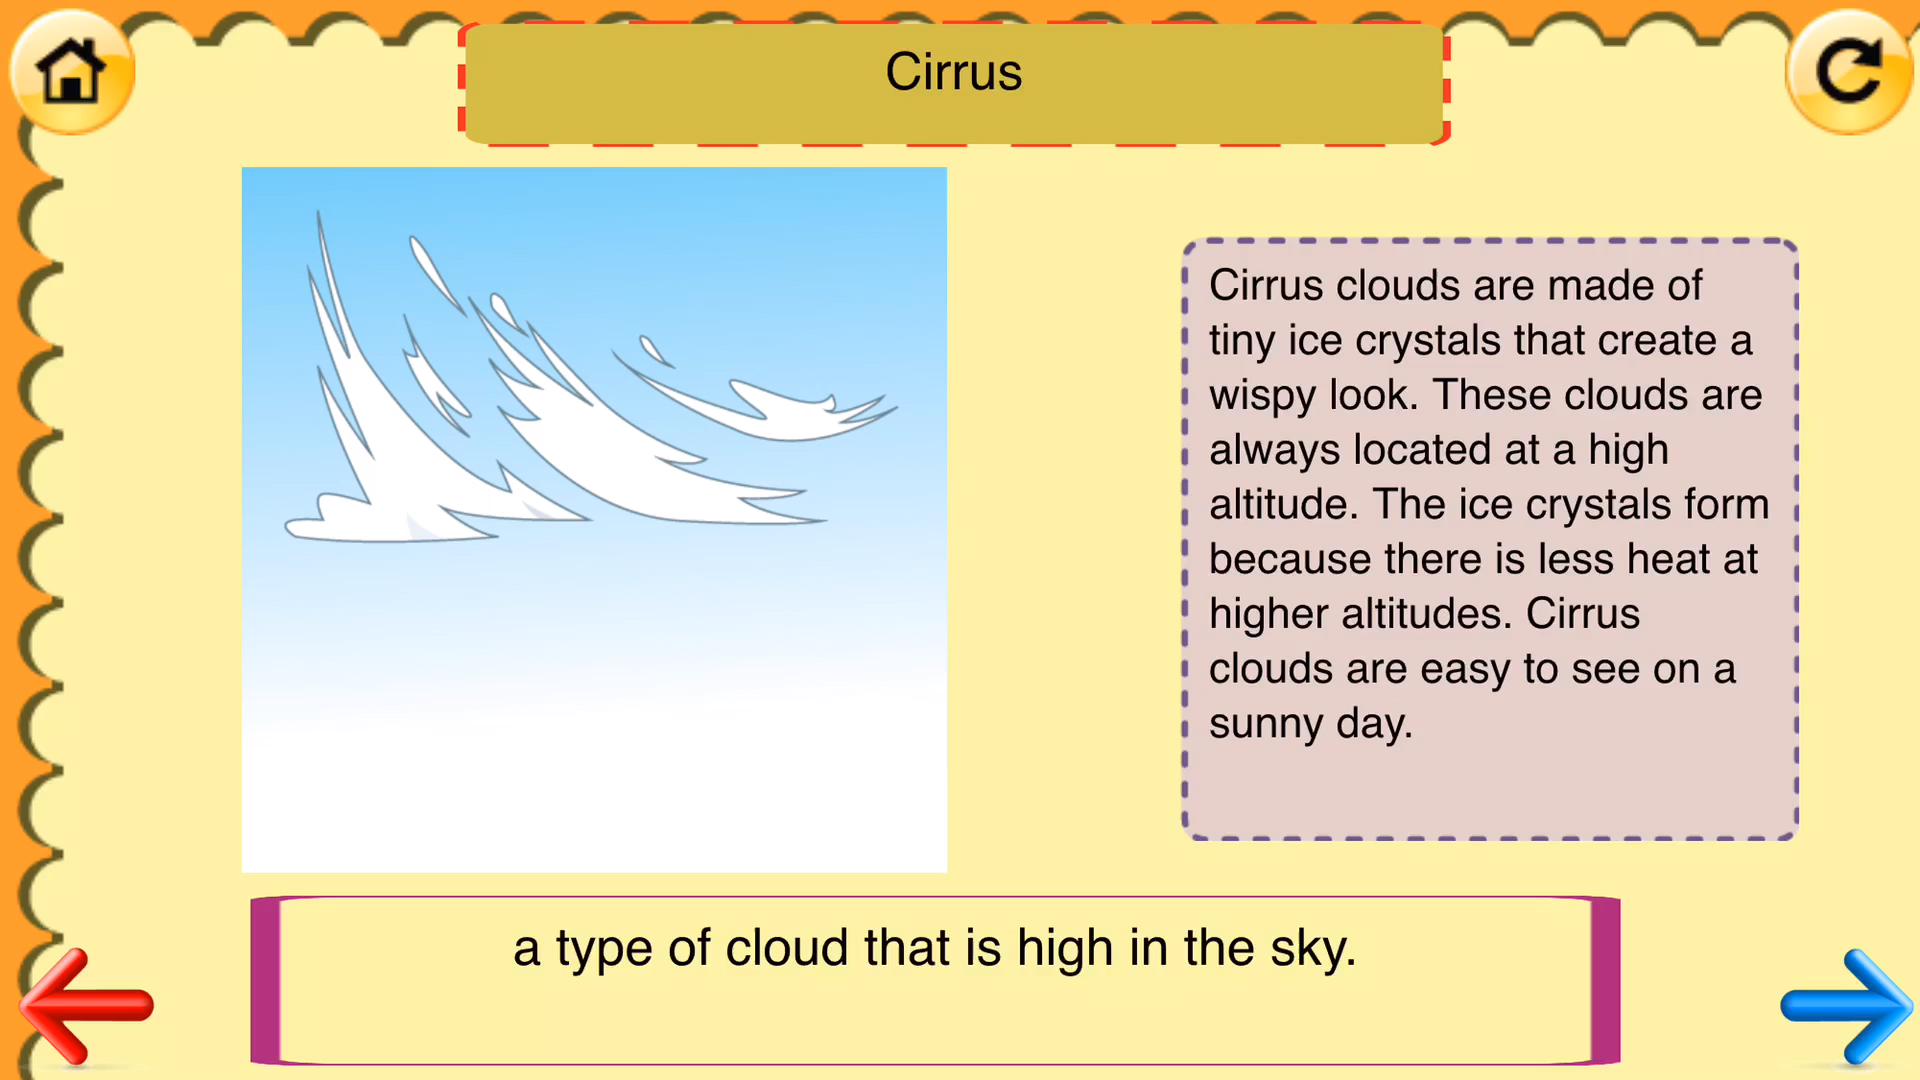 Cirrus
Cirrus clouds are made of
tiny ice crystals that create a
wispy look. These clouds are
always located at a high
altitude. The ice crystals form
because there is less heat at
higher altitudes. Cirrus
clouds are easy to see on a
sunny day.
a type of cloud that is high in the sky.